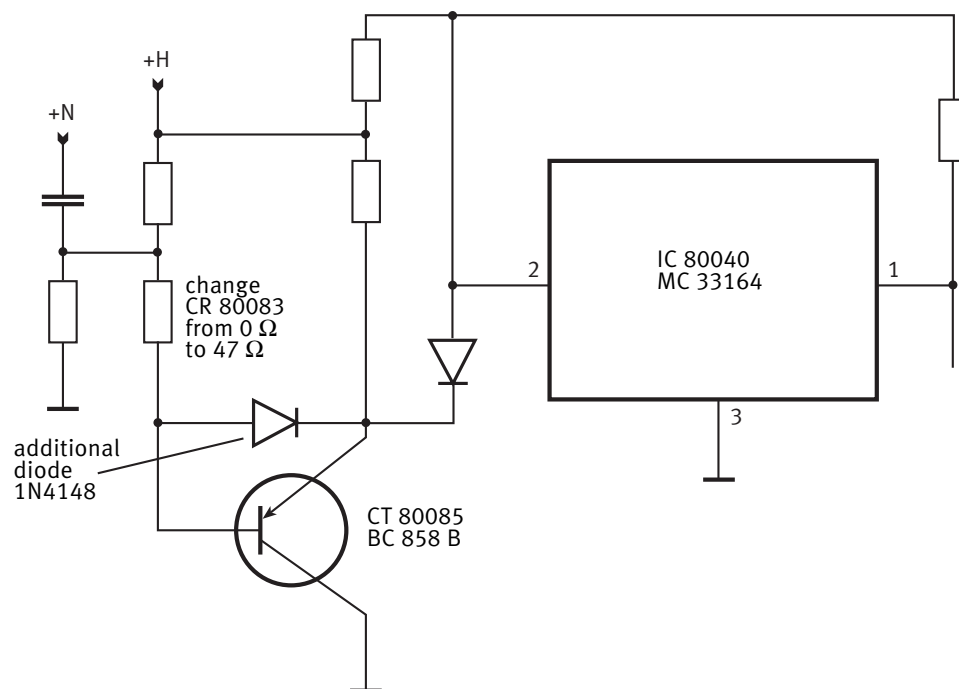 +H
+N
change
CR 80083
from 0 Ω
to 47 Ω
IC 80040
MC 33164
2
1
3
additional
diode
1N4148
CT 80085
BC 858 B